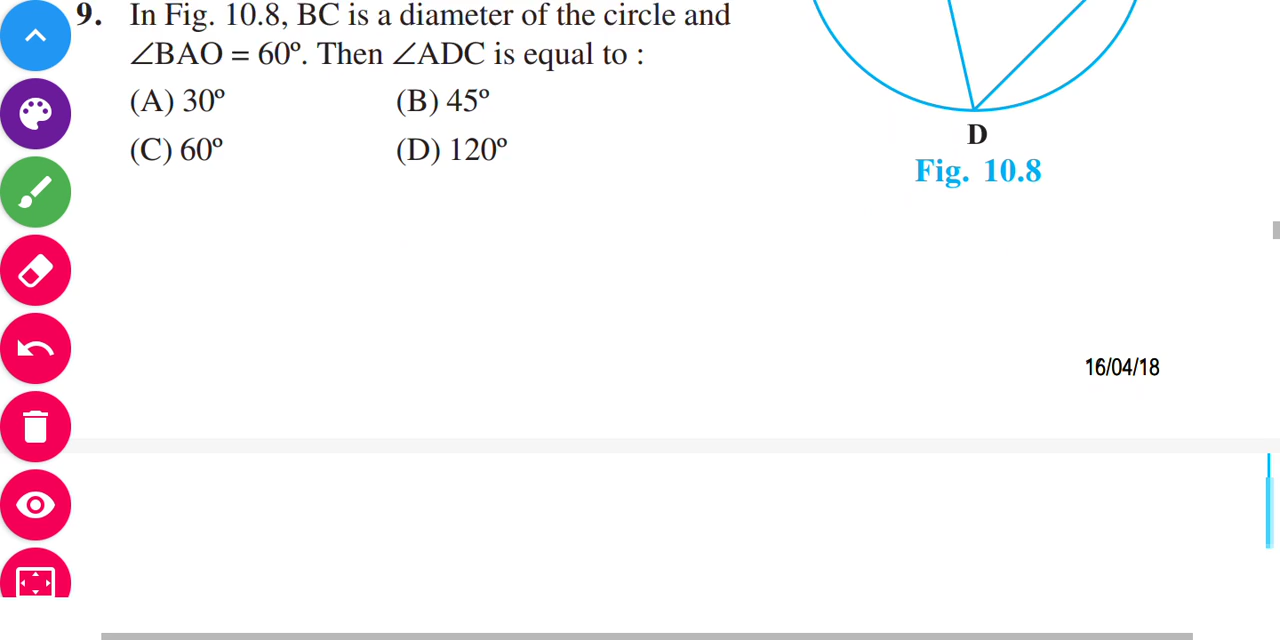 9. In Fig. 10.8, BC is a diameter of the circle and
∠BAO = 60º. Then ∠ADC is equal to :
(A) 30º (B) 45º
(C) 60º (D) 120º
D
Fig. 10.8
16/04/18